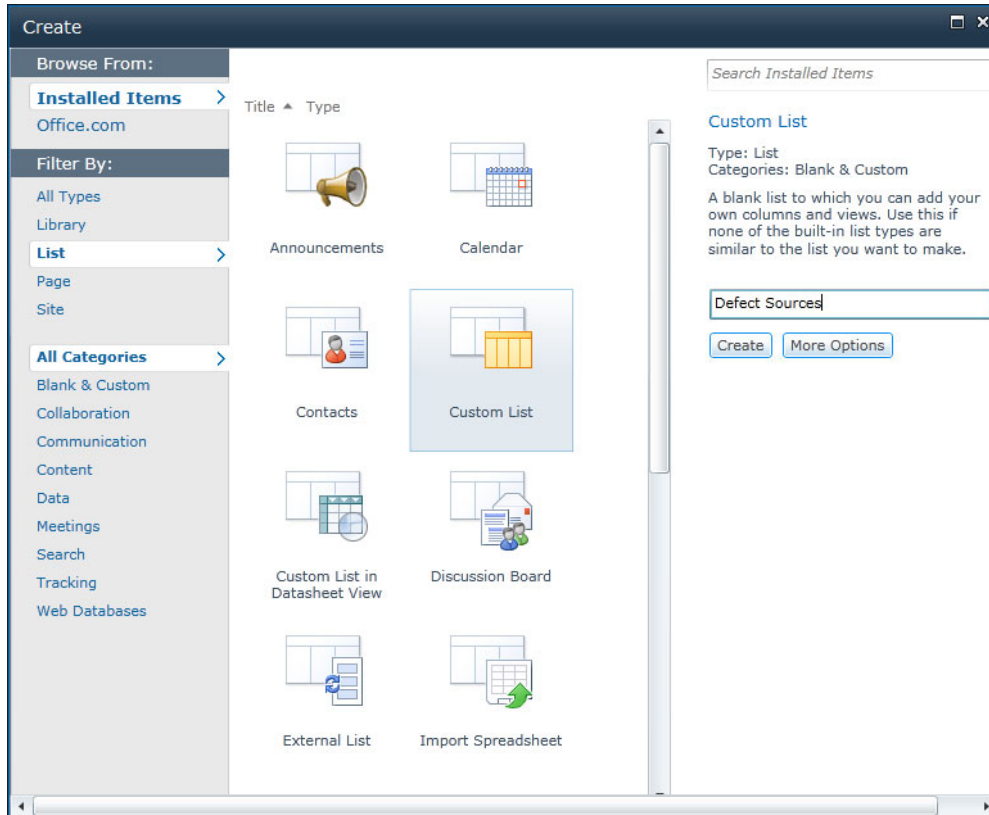 Create
Browse From:
Installed Items
Office.com
Filter By:
All Types
Library
List
Page
Site
All Categories
Blank & Custom
Collaboration
Communication
Content
Data
Meetings
Search
Tracking
Web Databases
Title Type
Announcements
Calendar
Contacts
Custom List
Custom List in
Datasheet View
Discussion Board
External List
Import Spreadsheet
Search Installed Items
Custom List
Type: List
Categories: Blank & Custom
A blank list to which you can add your
own columns and views. Use this if
none of the built-in list types are
similar to the list you want to make.
Defect Sources
Create
More Options